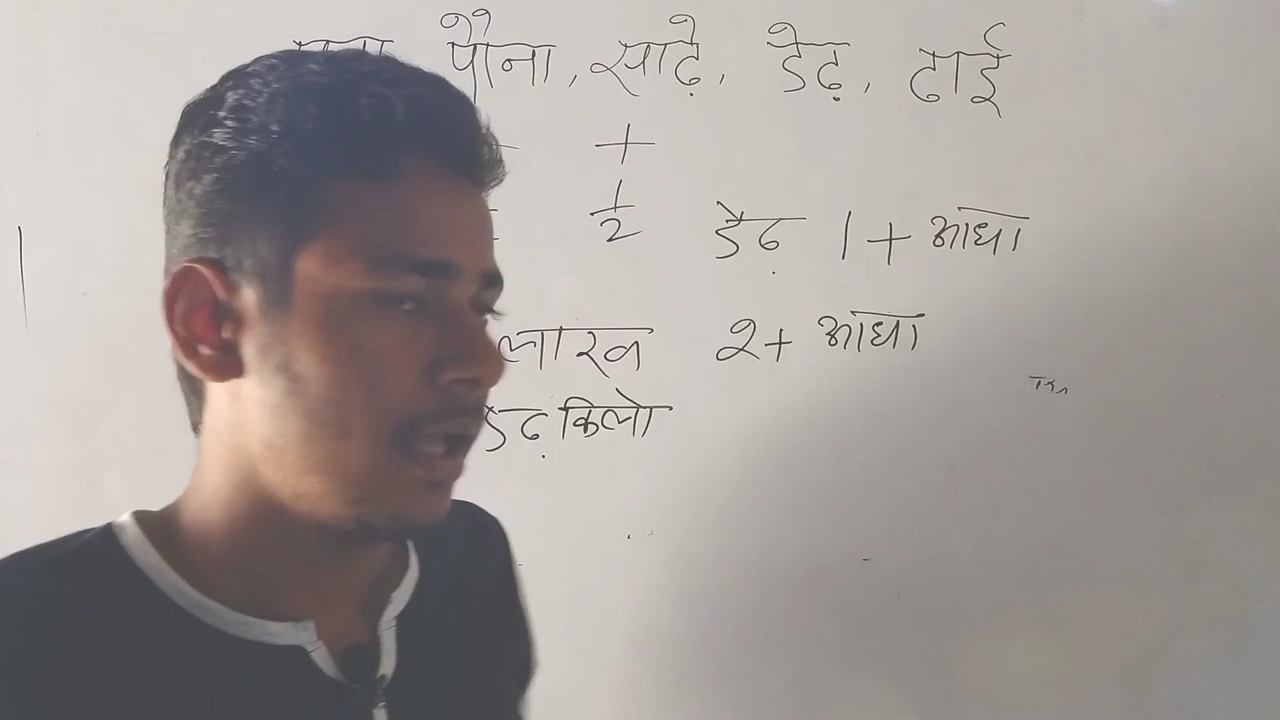 पौना, साढ़े, डेढ़, ढाई
+
1/2 डेढ़ 1 + आधा
लाख 2 + आधा
किलो